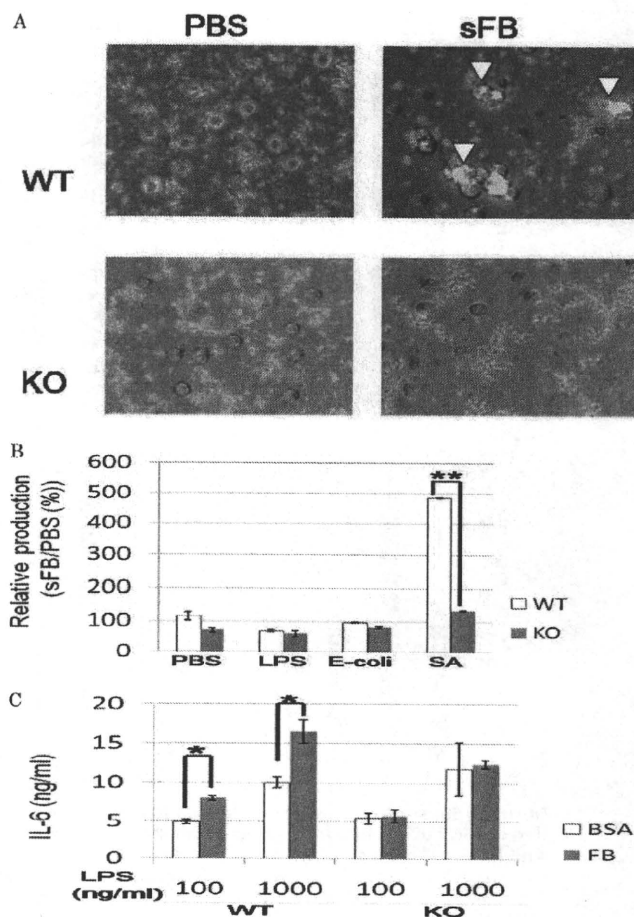 A
PBS
sFB
WT
KO
B
Relative production
(sFB/PBS (%))
600
500
400
300
200
100
0
**
PBS
LPS
E-coli
SA
WT
KO
C
IL-6 (ng/ml)
20
15
10
5
0
*
*
BSA
FB
LPS
(ng/ml)
100
1000
100
1000
WT
KO